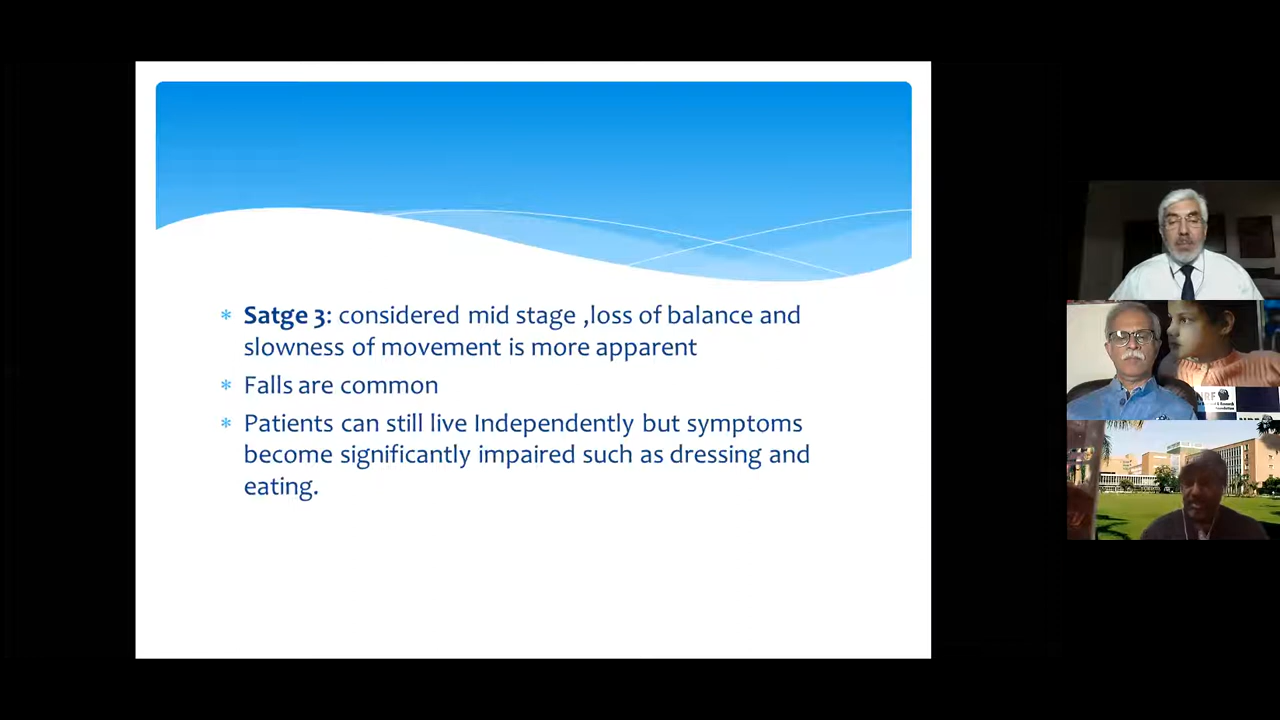 * Satge 3: considered mid stage ,loss of balance and
slowness of movement is more apparent
* Falls are common
* Patients can still live Independently but symptoms
become significantly impaired such as dressing and
eating.